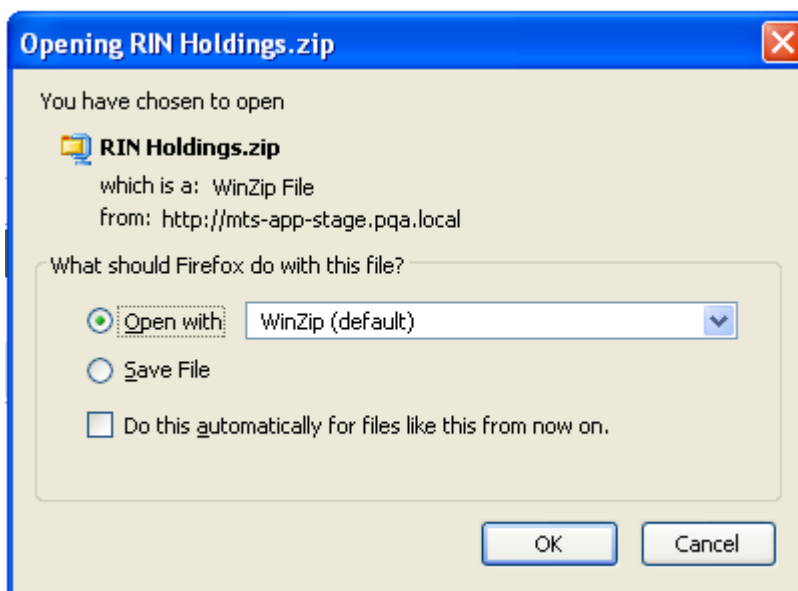 Opening RIN Holdings.zip
You have chosen to open
RIN Holdings.zip
which is a: WinZip File
from: http://mts-app-stage.pqa.local
What should Firefox do with this file?
Open with WinZip (default)
Save File
Do this automatically for files like this from now on.
OK Cancel